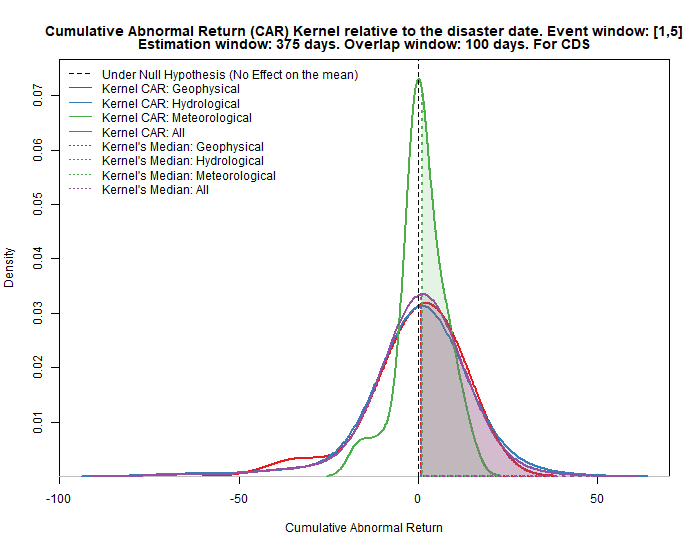 Cumulative Abnormal Return (CAR) Kernel relative to the disaster date. Event window: [1,5]
Estimation window: 375 days. Overlap window: 100 days. For CDS
Under Null Hypothesis (No Effect on the mean)
Kernel CAR: Geophysical
Kernel CAR: Hydrological
Kernel CAR: Meteorological
Kernel CAR: All
Kernel's Median: Geophysical
Kernel's Median: Hydrological
Kernel's Median: Meteorological
Kernel's Median: All
Density
0.07
0.06
0.05
0.04
0.03
0.02
0.01
-100
-50
0
50
Cumulative Abnormal Return